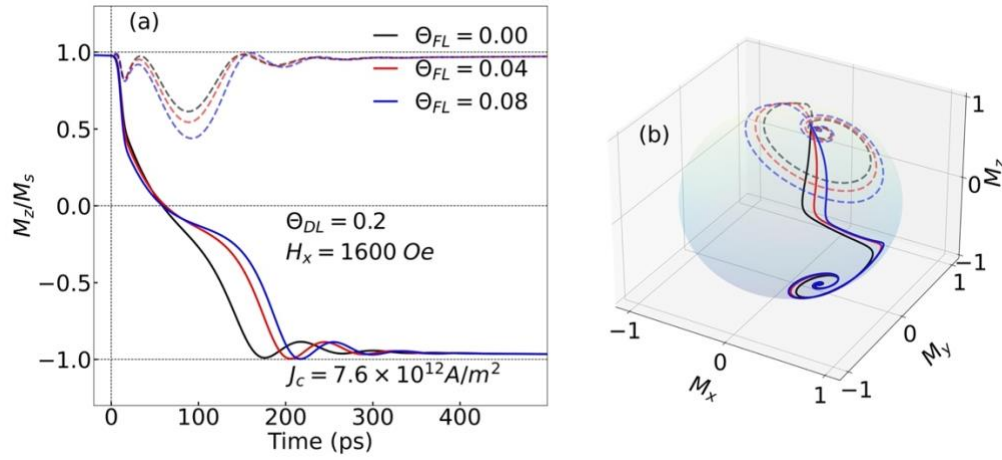 (a)
Θ_FL = 0.00
Θ_FL = 0.04
Θ_FL = 0.08
1.0
0.5
0.0
−0.5
−1.0
M_z/M_s
Θ_DL = 0.2
H_x = 1600 Oe
J_c = 7.6 × 10^12 A/m^2
0
100
200
300
400
Time (ps)
(b)
1
0
−1
M_z
1
0
−1
M_y
−1
0
1
M_x